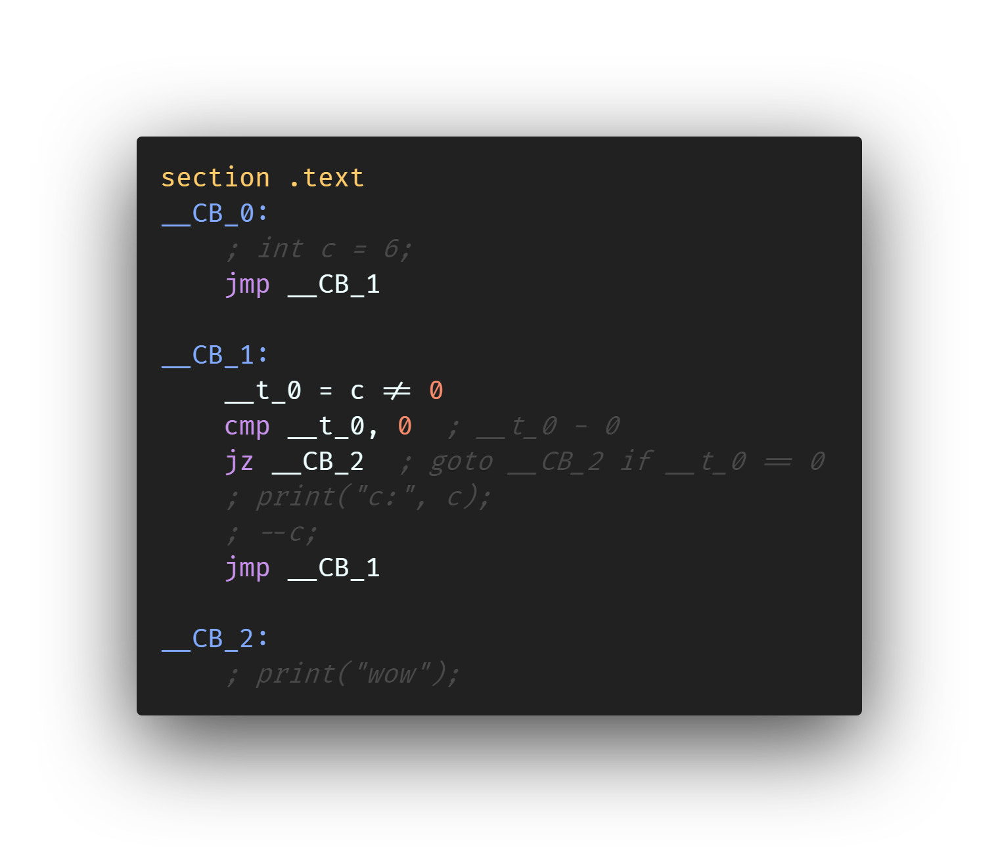 section .text
__CB_0:
    ; int c = 6;
    jmp __CB_1

__CB_1:
    __t_0 = c != 0
    cmp __t_0, 0  ; __t_0 - 0
    jz __CB_2  ; goto __CB_2 if __t_0 == 0
    ; print("c:", c);
    ; --c;
    jmp __CB_1

__CB_2:
    ; print("wow");